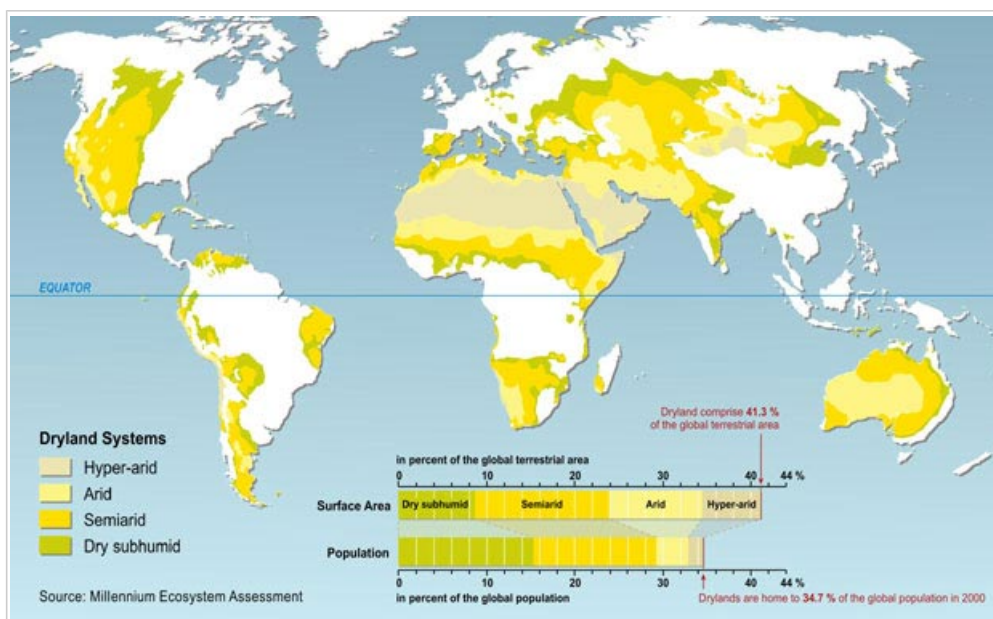 EQUATOR
Dryland Systems
Hyper-arid
Arid
Semiarid
Dry subhumid
Source: Millennium Ecosystem Assessment
Dryland comprise 41.3 %
of the global terrestrial area
in percent of the global terrestrial area
0 10 20 30 40 44 %
Surface Area Dry subhumid Semiarid Arid Hyper-arid
Population
0 10 20 30 40 44 %
in percent of the global population
Drylands are home to 34.7 % of the global population in 2000